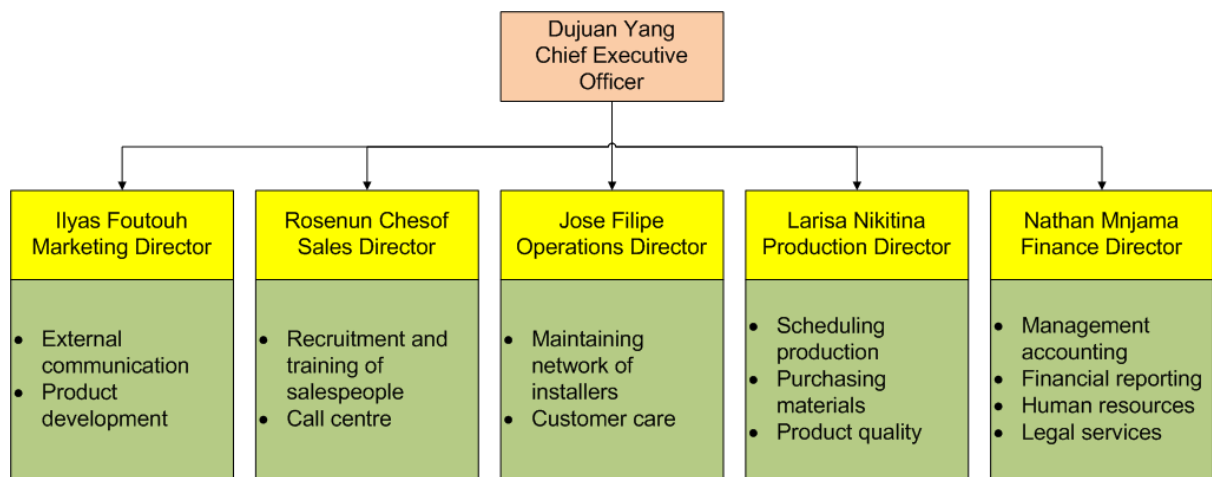 Dujuan Yang
Chief Executive
Officer
Ilyas Foutouh
Marketing Director
Rosenun Chesof
Sales Director
Jose Filipe
Operations Director
Larisa Nikitina
Production Director
Nathan Mnjama
Finance Director
• External
communication
• Product
development
• Recruitment and
training of
salespeople
• Call centre
• Maintaining
network of
installers
• Customer care
• Scheduling
production
• Purchasing
materials
• Product quality
• Management
accounting
• Financial reporting
• Human resources
• Legal services